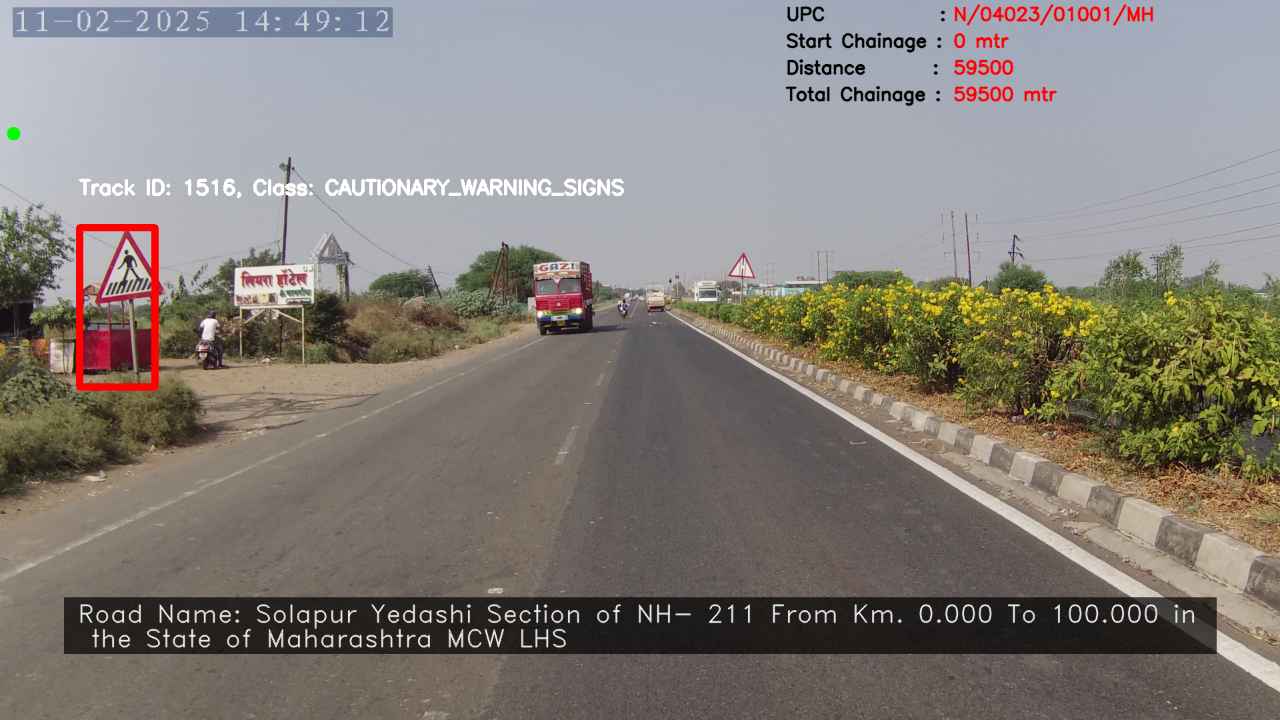 11-02-2025 14:49:12
UPC : N/04023/01001/MH
Start Chainage : 0 mtr
Distance : 59500
Total Chainage : 59500 mtr
Track ID: 1516, Class: CAUTIONARY_WARNING_SIGNS
GAZI
हॉटेल
Road Name: Solapur Yedashi Section of NH- 211 From Km. 0.000 To 100.000 in
the State of Maharashtra MCW LHS